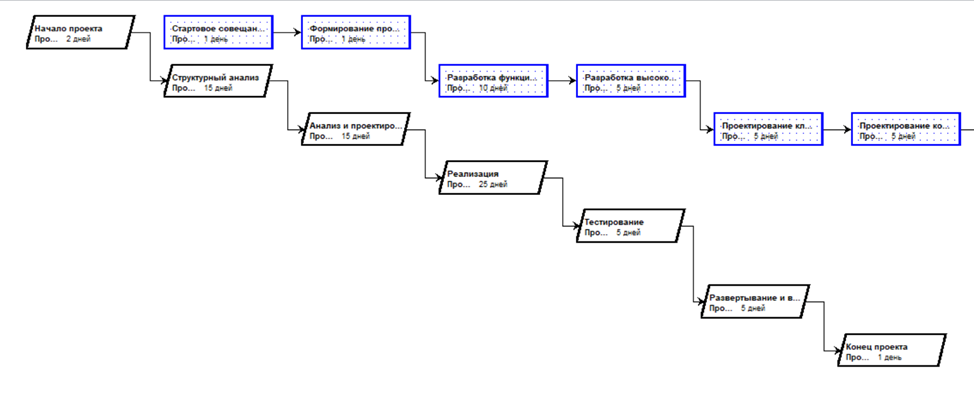 Начало проекта
Про... 2 дней
Стартовое совещан...
Про... 1 день
Формирование про...
Про... 1 день
Структурный анализ
Про... 15 дней
Разработка функци...
Про... 10 дней
Разработка высоко...
Про... 5 дней
Анализ и проектиро...
Про... 15 дней
Проектирование кл...
Про... 5 дней
Проектирование ко...
Про... 5 дней
Реализация
Про... 25 дней
Тестирование
Про... 5 дней
Развертывание и в...
Про... 5 дней
Конец проекта
Про... 1 день